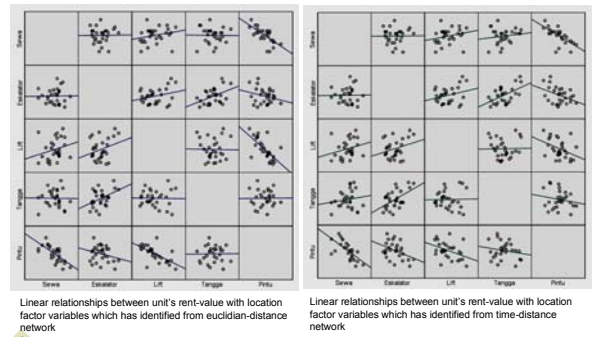 Sewa
Eskalator
Lift
Tangga
Pintu
Sewa
Eskalator
Lift
Tangga
Pintu
Linear relationships between unit's rent-value with location
factor variables which has identified from euclidian-distance
network
Sewa
Eskalator
Lift
Tangga
Pintu
Sewa
Eskalator
Lift
Tangga
Pintu
Linear relationships between unit's rent-value with location
factor variables which has identified from time-distance
network